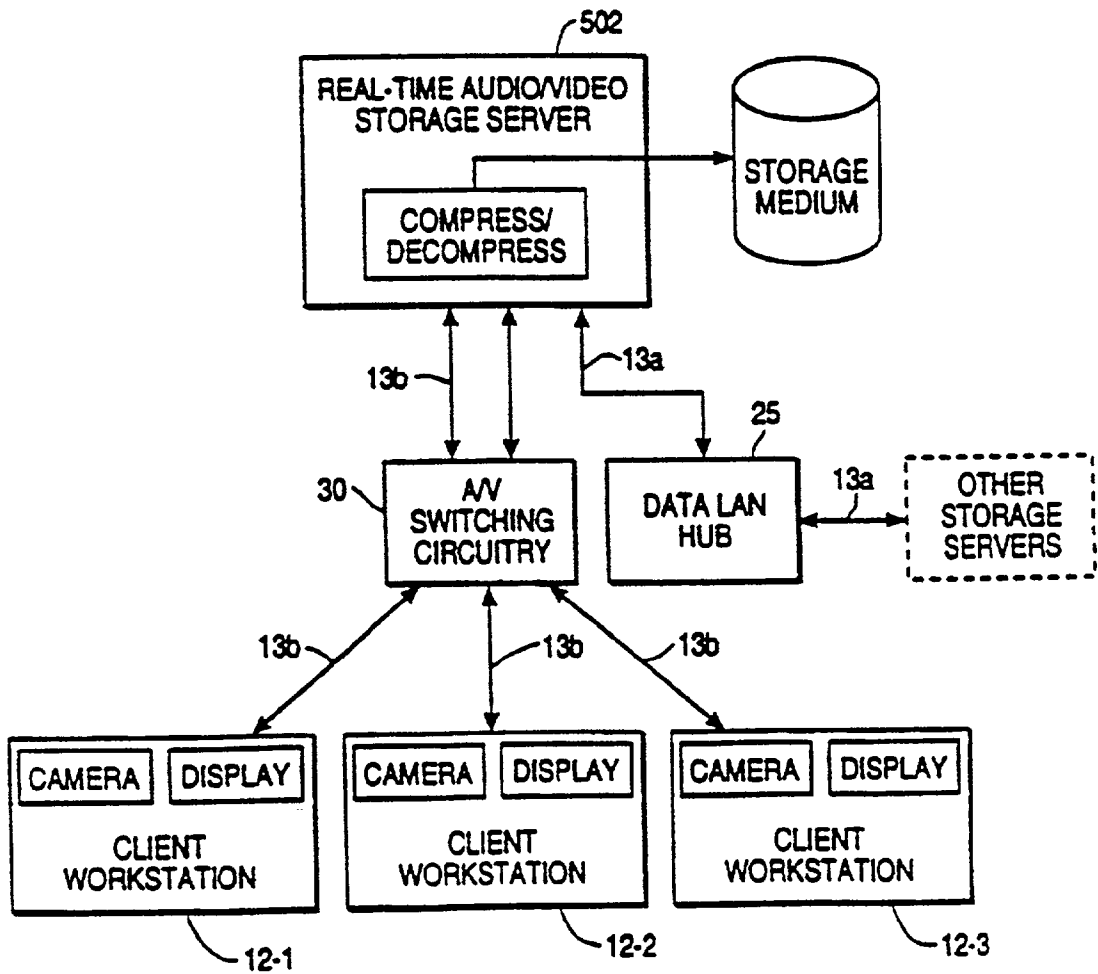 502
REAL-TIME AUDIO/VIDEO
STORAGE SERVER
COMPRESS/
DECOMPRESS
STORAGE
MEDIUM
13b
13a
25
30
A/V
SWITCHING
CIRCUITRY
DATA LAN
HUB
13a
OTHER
STORAGE
SERVERS
13b
13b
13b
CAMERA
DISPLAY
CLIENT
WORKSTATION
CAMERA
DISPLAY
CLIENT
WORKSTATION
CAMERA
DISPLAY
CLIENT
WORKSTATION
12-1
12-2
12-3